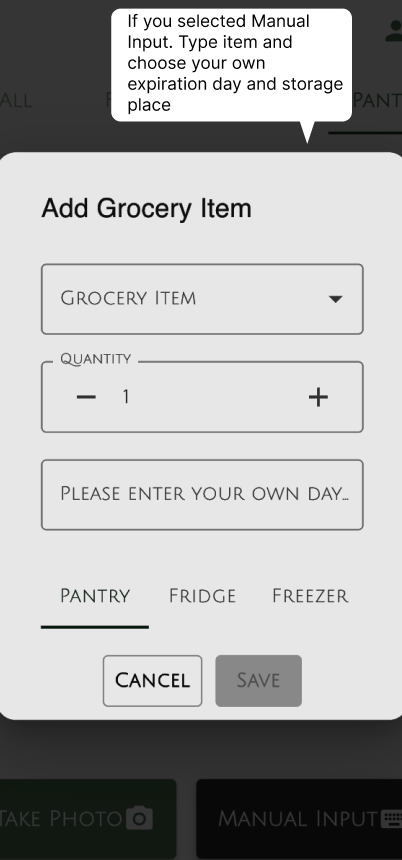 If you selected Manual
Input. Type item and
choose your own
expiration day and storage
place
ALL
Add Grocery Item
Grocery Item
Quantity
1
Please enter your own day…
Pantry Fridge Freezer
Cancel Save
Take Photo Manual Input